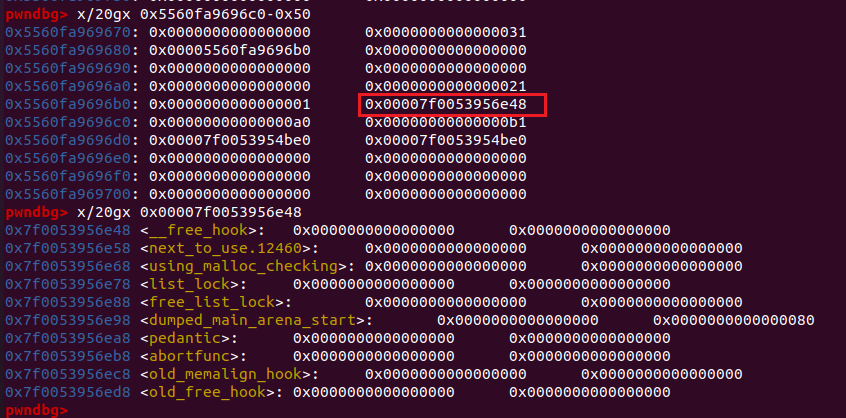 pwndbg> x/20gx 0x5560fa9696c0-0x50
0x5560fa969670: 0x0000000000000000 0x0000000000000031
0x5560fa969680: 0x00005560fa9696b0 0x0000000000000000
0x5560fa969690: 0x0000000000000000 0x0000000000000000
0x5560fa9696a0: 0x0000000000000000 0x0000000000000021
0x5560fa9696b0: 0x0000000000000001 0x00007f0053956e48
0x5560fa9696c0: 0x00000000000000a0 0x00000000000000b1
0x5560fa9696d0: 0x00007f0053954be0 0x00007f0053954be0
0x5560fa9696e0: 0x0000000000000000 0x0000000000000000
0x5560fa9696f0: 0x0000000000000000 0x0000000000000000
0x5560fa969700: 0x0000000000000000 0x0000000000000000
pwndbg> x/20gx 0x00007f0053956e48
0x7f0053956e48 <__free_hook>: 0x0000000000000000 0x0000000000000000
0x7f0053956e58 <next_to_use.12460>: 0x0000000000000000 0x0000000000000000
0x7f0053956e68 <using_malloc_checking>: 0x0000000000000000 0x0000000000000000
0x7f0053956e78 <list_lock>: 0x0000000000000000 0x0000000000000000
0x7f0053956e88 <free_list_lock>: 0x0000000000000000 0x0000000000000000
0x7f0053956e98 <dumped_main_arena_start>: 0x0000000000000000 0x0000000000000080
0x7f0053956ea8 <pedantic>: 0x0000000000000000 0x0000000000000000
0x7f0053956eb8 <abortfunc>: 0x0000000000000000 0x0000000000000000
0x7f0053956ec8 <old_memalign_hook>: 0x0000000000000000 0x0000000000000000
0x7f0053956ed8 <old_free_hook>: 0x0000000000000000 0x0000000000000000
pwndbg>